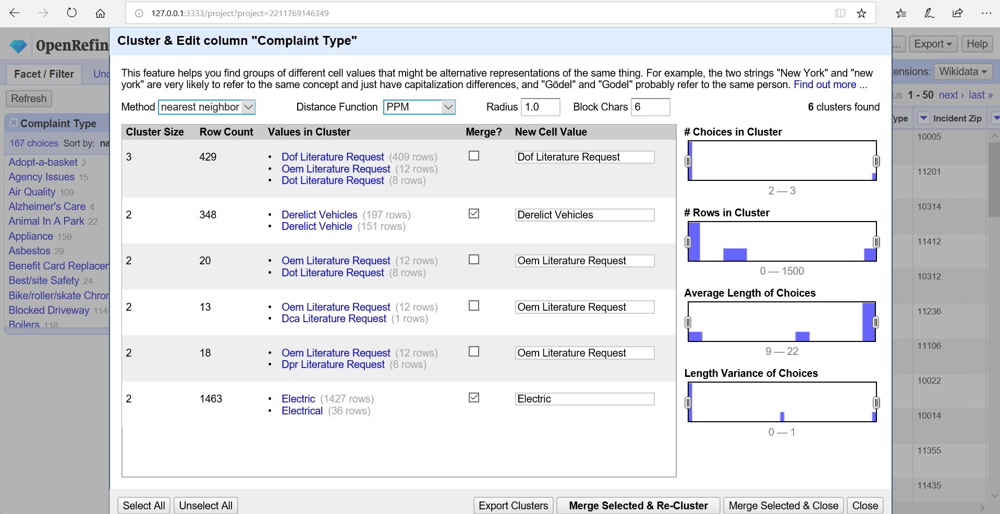 127.0.0.1:3333/project?project=2211769146349
OpenRefin
Cluster & Edit column "Complaint Type"
... Export Help
Facet / Filter
This feature helps you find groups of different cell values that might be alternative representations of the same thing. For example, the two strings "New York" and "new
york" are very likely to refer to the same concept and just have capitalization differences, and "Gödel" and "Godel" probably refer to the same person. Find out more ...
Wikidata
Refresh
1 - 50 next › last »
Method nearest neighbor Distance Function PPM Radius 1.0 Block Chars 6 6 clusters found
Complaint Type
Incident Zip
167 choices Sort by:
Adopt-a-basket 2
Agency Issues 15
Air Quality 109
Alzheimer's Care 4
Animal In A Park 22
Appliance 159
Asbestos 29
Benefit Card Replacer
Best/site Safety 24
Bike/roller/skate Chror
Blocked Driveway 114
Boilers 118
Cluster Size Row Count Values in Cluster Merge? New Cell Value
3 429 • Dof Literature Request (409 rows) Dof Literature Request
• Oem Literature Request (12 rows)
• Dot Literature Request (8 rows)
2 348 • Derelict Vehicles (197 rows) Derelict Vehicles
• Derelict Vehicle (151 rows)
2 20 • Oem Literature Request (12 rows) Oem Literature Request
• Dot Literature Request (8 rows)
2 13 • Oem Literature Request (12 rows) Oem Literature Request
• Dca Literature Request (1 rows)
2 18 • Oem Literature Request (12 rows) Oem Literature Request
• Dpr Literature Request (6 rows)
2 1463 • Electric (1427 rows) Electric
• Electrical (36 rows)
# Choices in Cluster
2 — 3
# Rows in Cluster
0 — 1500
Average Length of Choices
9 — 22
Length Variance of Choices
0 — 1
10005
11201
10314
11412
10312
11236
11106
10022
10014
11355
11435
Select All Unselect All Export Clusters Merge Selected & Re-Cluster Merge Selected & Close Close